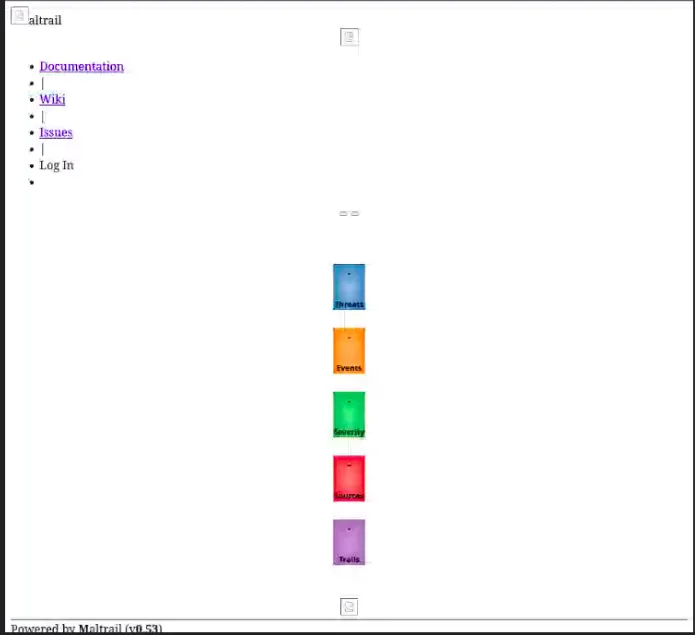 altrail
Documentation
|
Wiki
|
Issues
|
Log In
Threats
Events
Severity
Sources
Trails
Powered by Maltrail (v0.53)